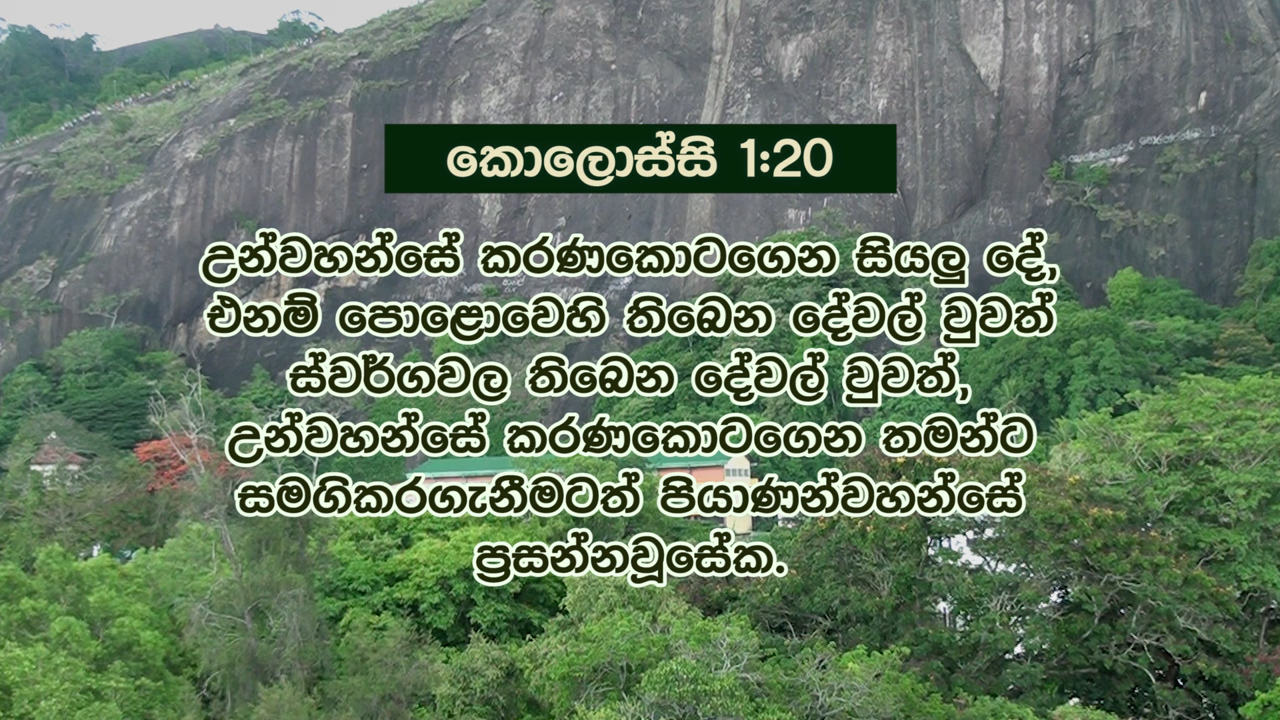 කොලොස්සි 1:20
උන්වහන්සේ කරණකොටගෙන සියලු දේ,
එනම් පොළොවෙහි තිබෙන දේවල් වුවත්
ස්වර්ගවල තිබෙන දේවල් වුවත්,
උන්වහන්සේ කරණකොටගෙන තමන්ට
සමගිකරගැනීමටත් පියාණන්වහන්සේ
ප්‍රසන්නවූසේක.